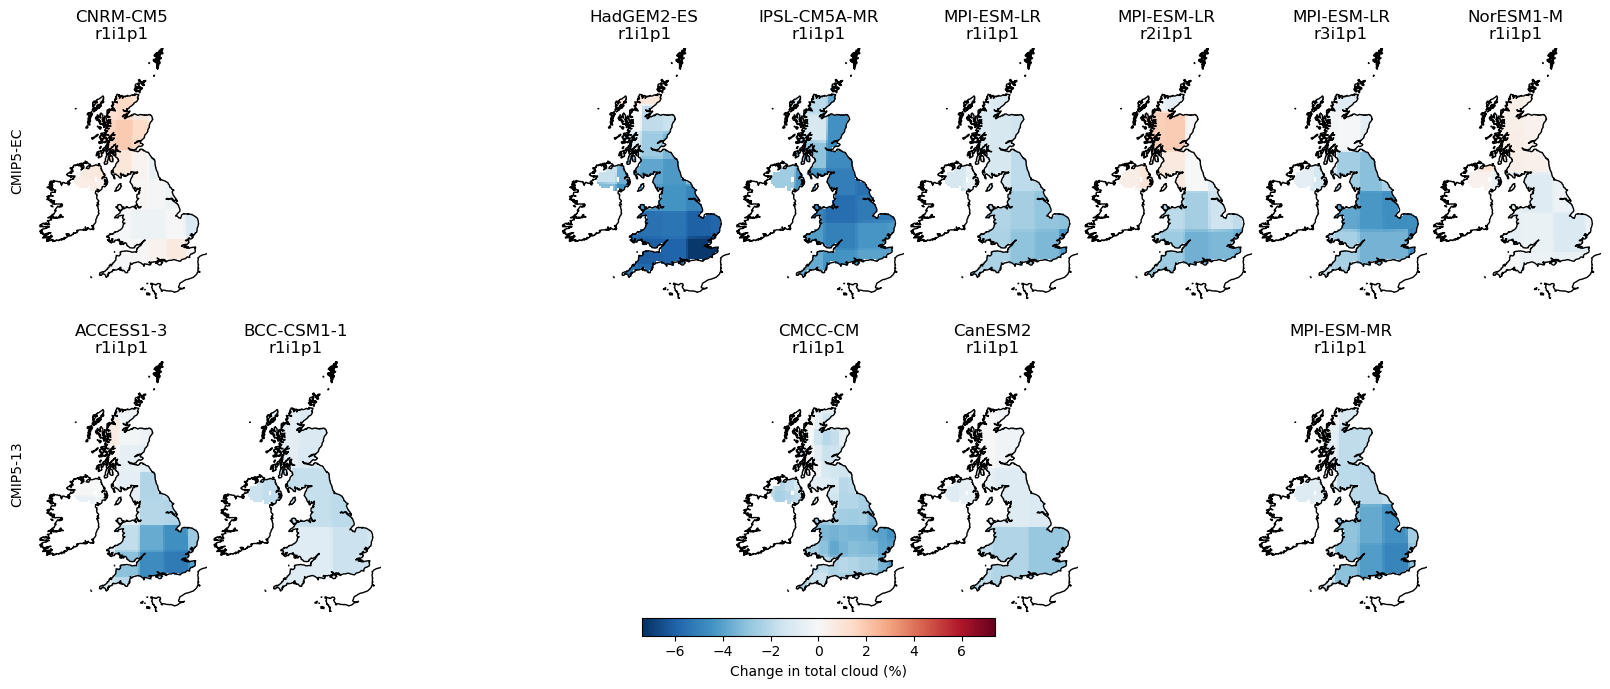 CNRM-CM5
r1i1p1
HadGEM2-ES
r1i1p1
IPSL-CM5A-MR
r1i1p1
MPI-ESM-LR
r1i1p1
MPI-ESM-LR
r2i1p1
MPI-ESM-LR
r3i1p1
NorESM1-M
r1i1p1
CMIP5-EC
ACCESS1-3
r1i1p1
BCC-CSM1-1
r1i1p1
CMCC-CM
r1i1p1
CanESM2
r1i1p1
MPI-ESM-MR
r1i1p1
CMIP5-13
−6 −4 −2 0 2 4 6
Change in total cloud (%)